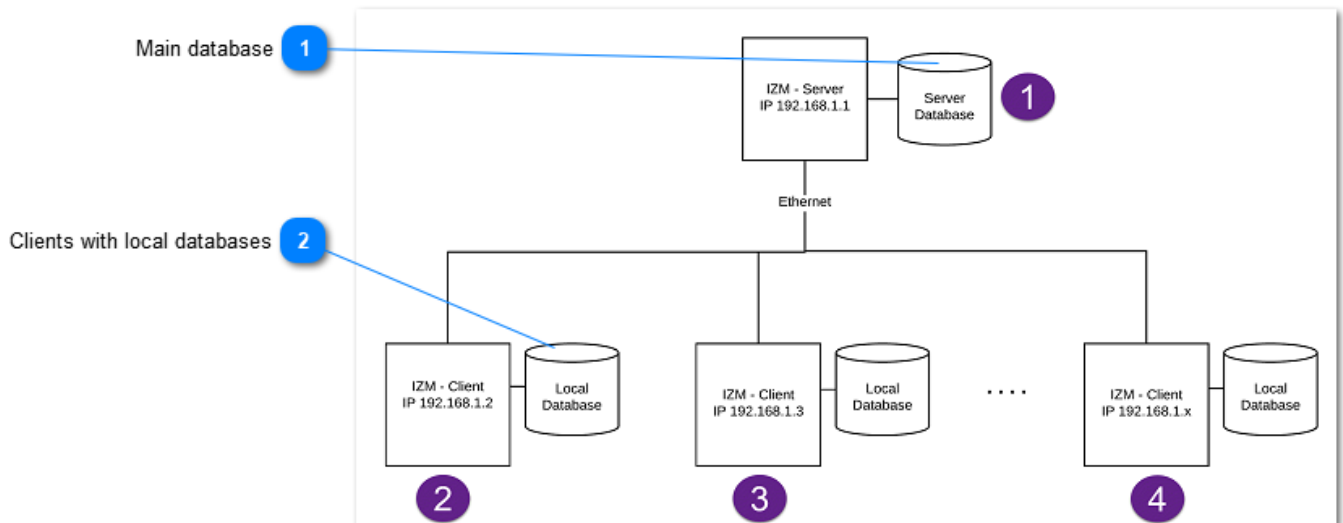 Main database
1
IZM - Server
IP 192.168.1.1
Server
Database
1
Ethernet
Clients with local databases
2
IZM - Client
IP 192.168.1.2
Local
Database
IZM - Client
IP 192.168.1.3
Local
Database
....
IZM - Client
IP 192.168.1.x
Local
Database
2
3
4